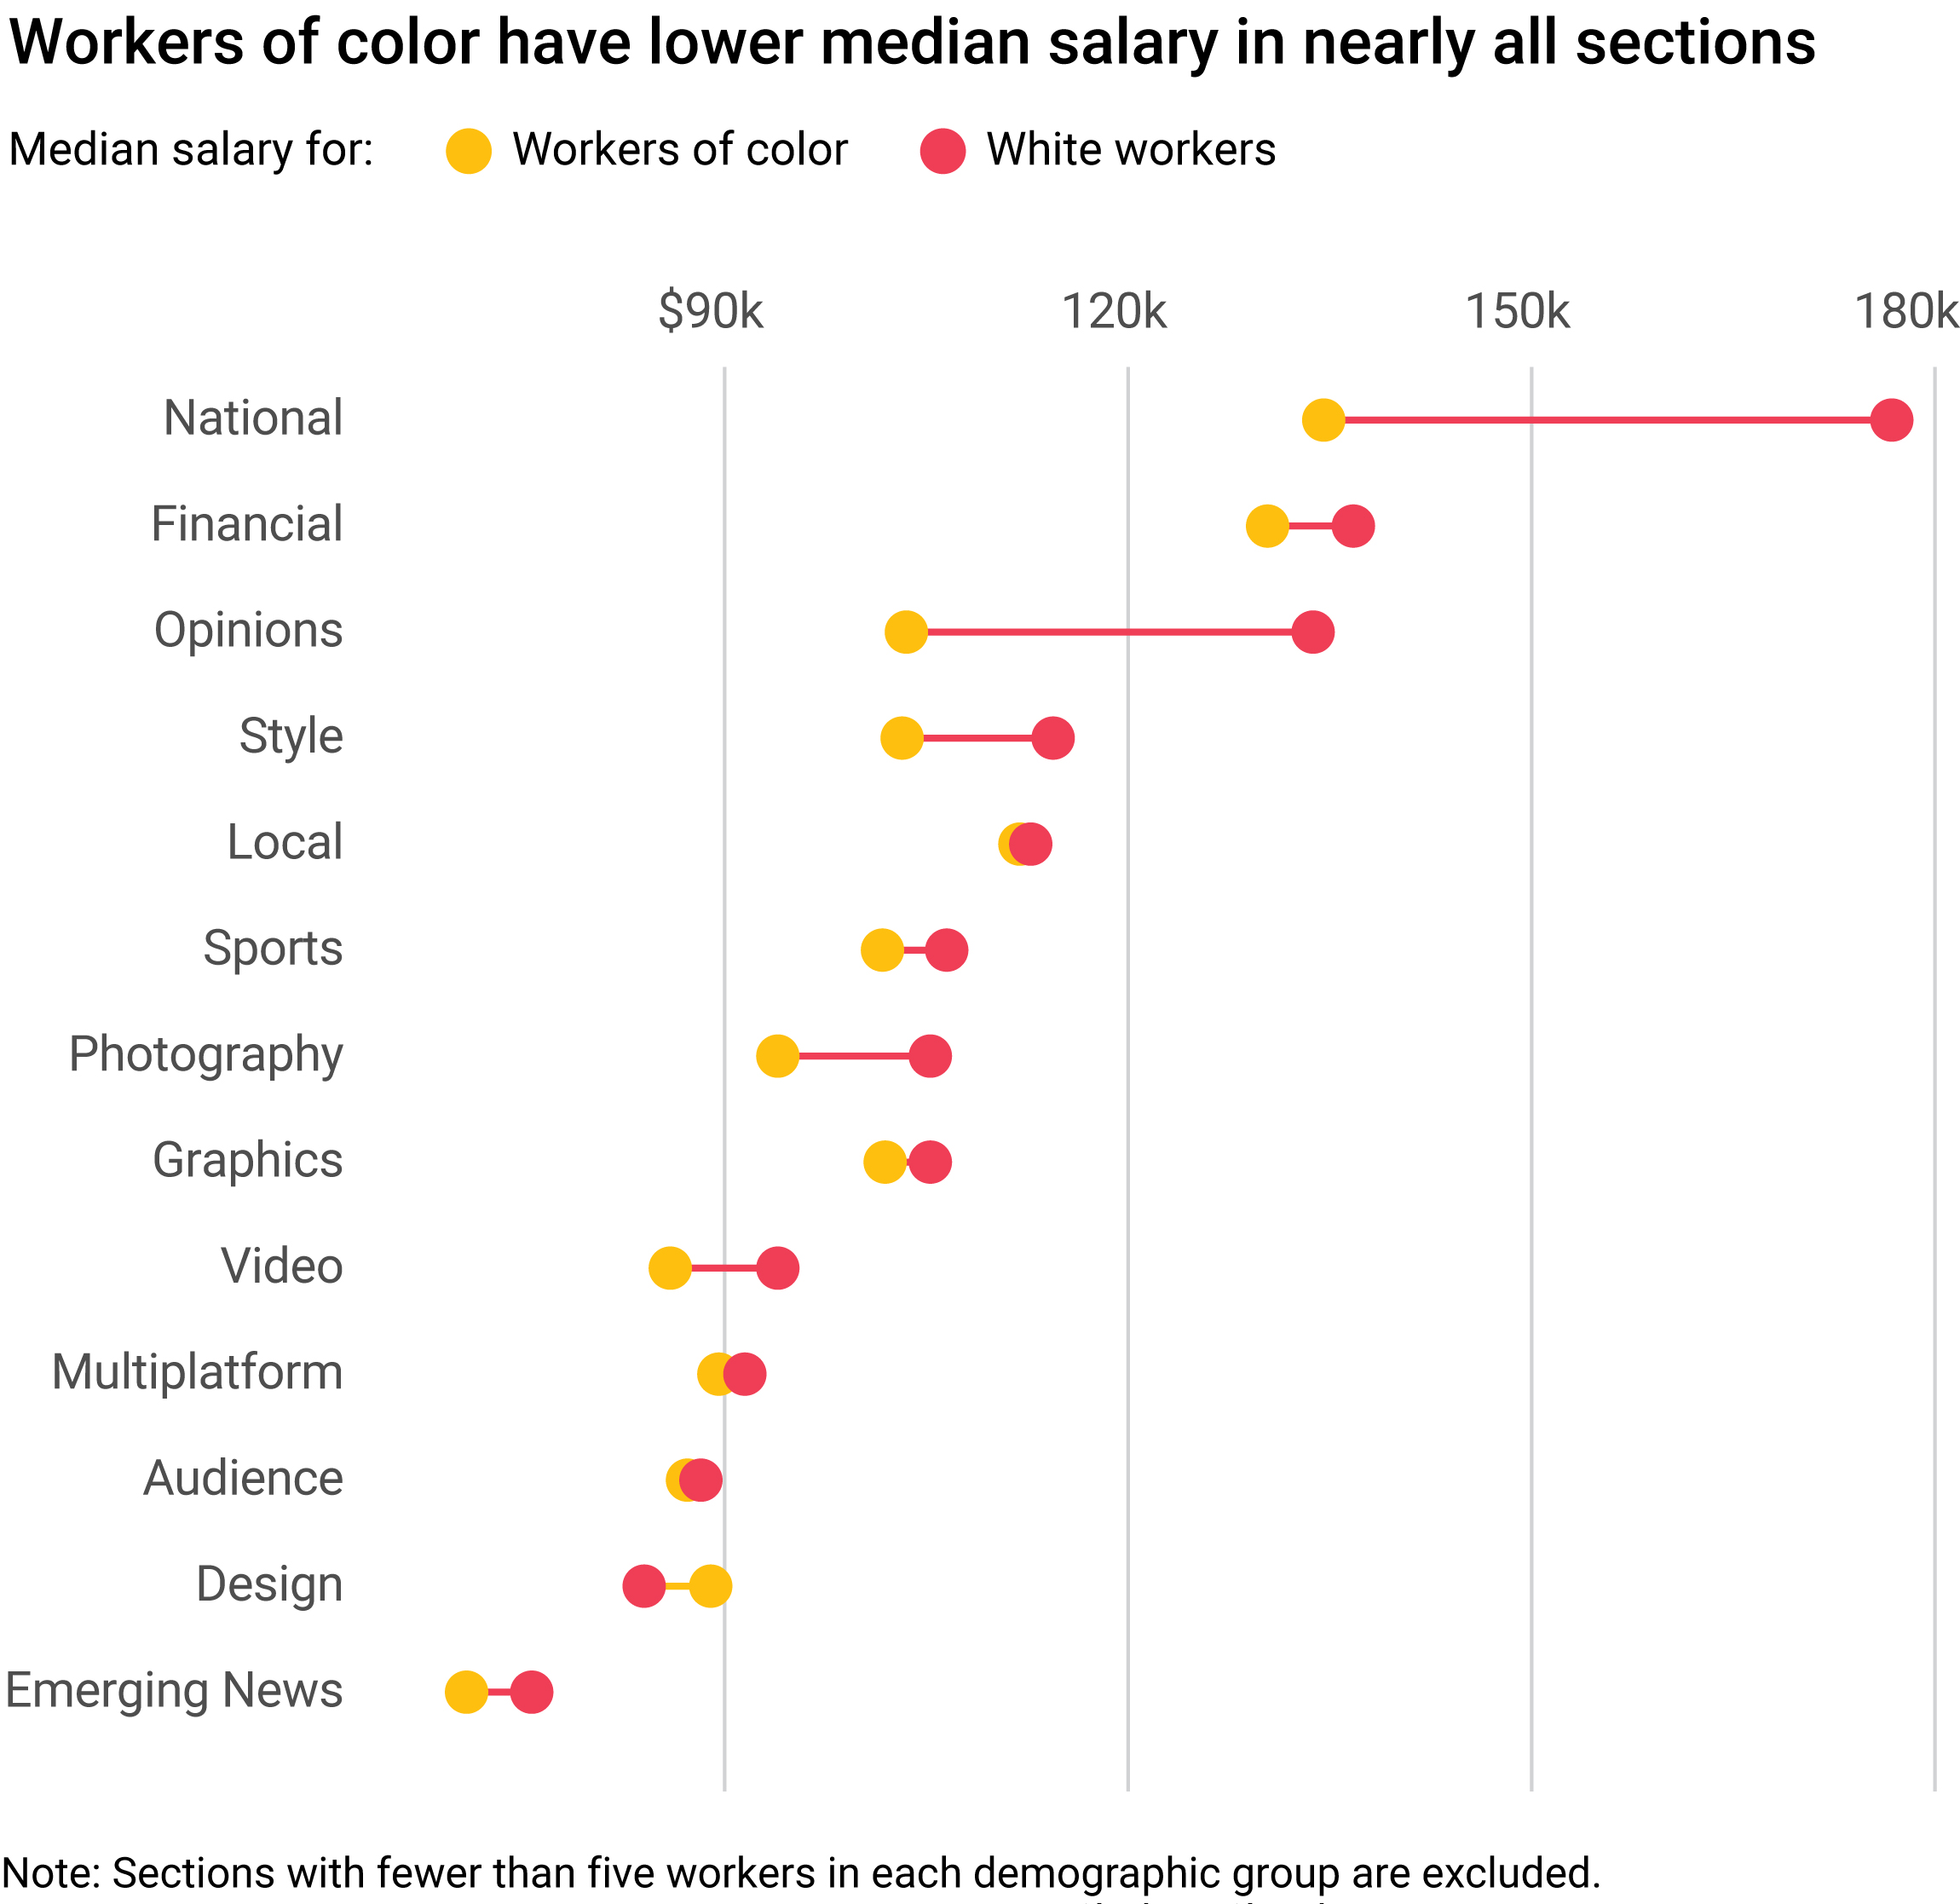 Workers of color have lower median salary in nearly all sections
Median salary for: Workers of color White workers
$90k 120k 150k 180k
National
Financial
Opinions
Style
Local
Sports
Photography
Graphics
Video
Multiplatform
Audience
Design
Emerging News
Note: Sections with fewer than five workers in each demographic group are excluded.